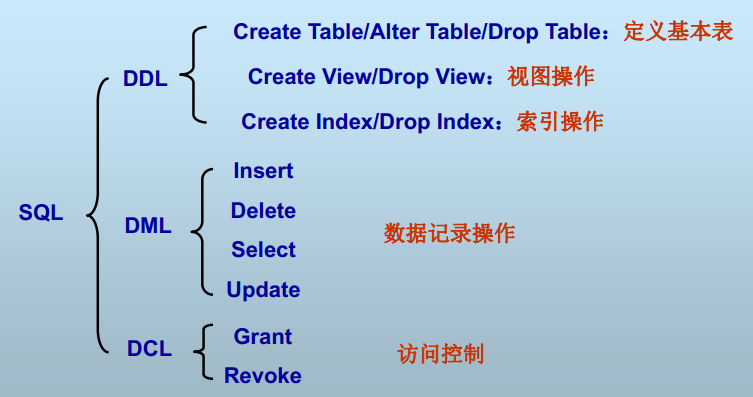 Create Table/Alter Table/Drop Table：定义基本表
DDL
Create View/Drop View：视图操作
Create Index/Drop Index：索引操作
SQL
DML
Insert
Delete
Select
Update
数据记录操作
DCL
Grant
Revoke
访问控制